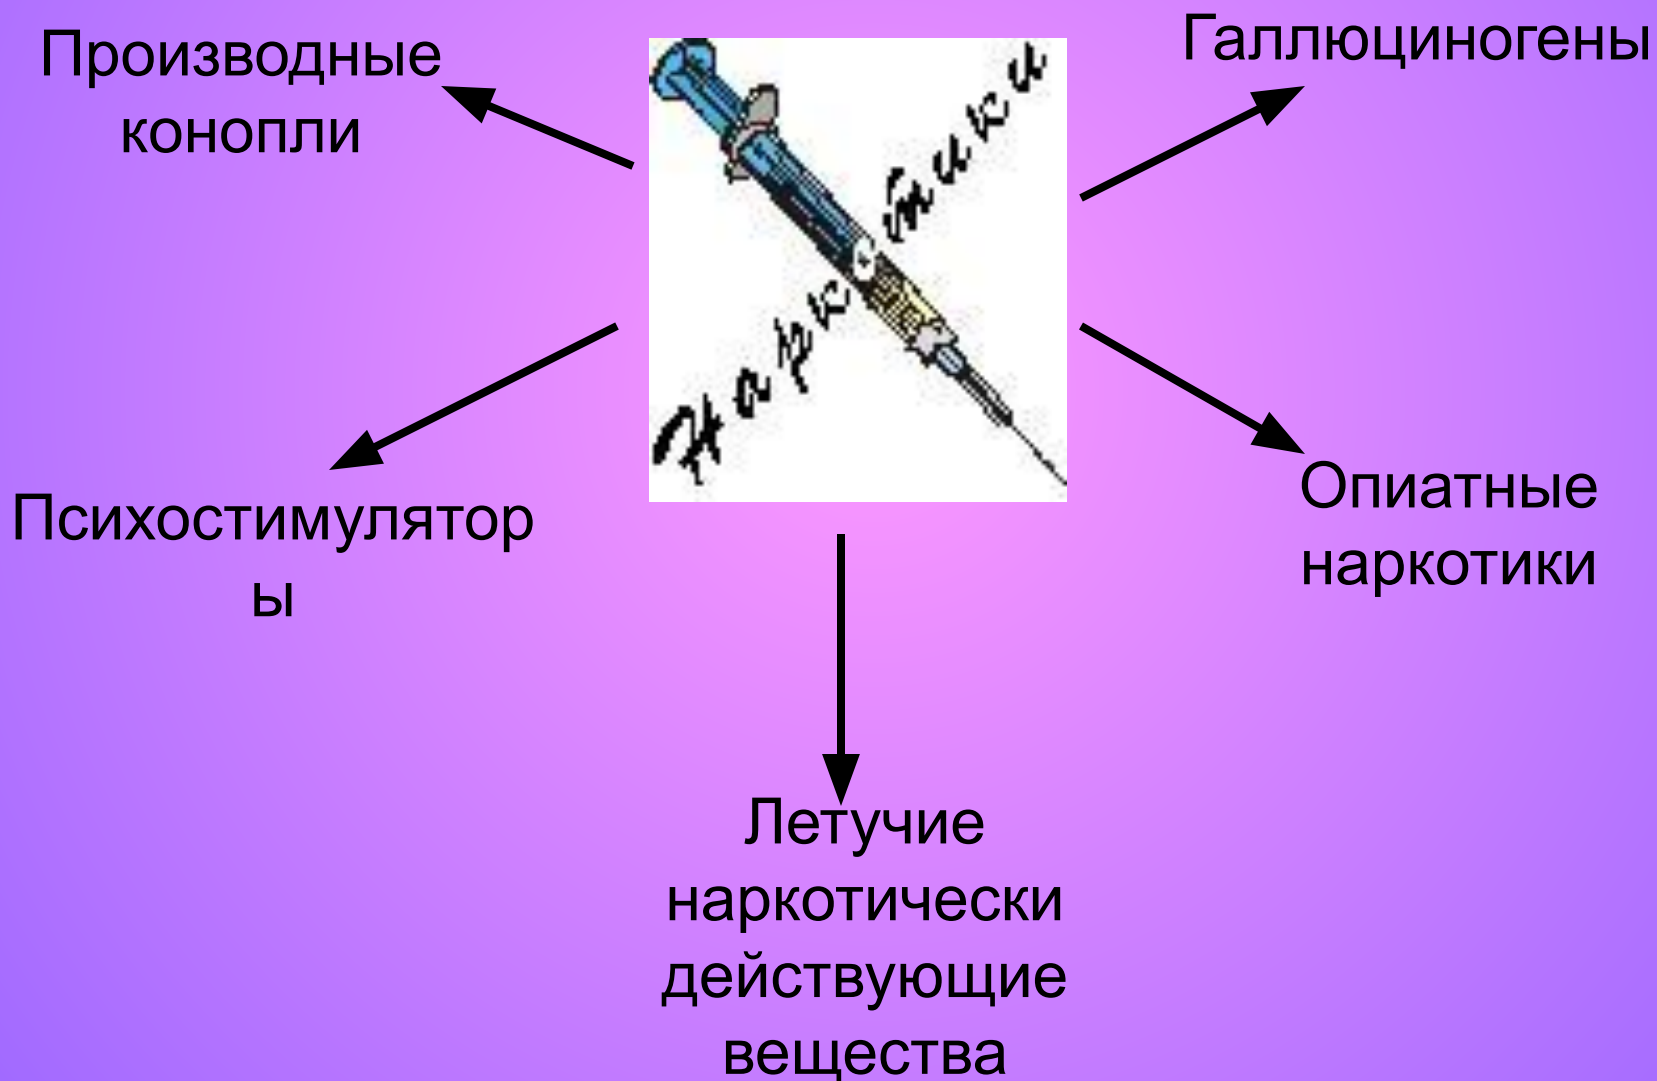 Производные
конопли
Галлюциногены
Наркотики
Психостимулятор
ы
Опиатные
наркотики
Летучие
наркотически
действующие
вещества